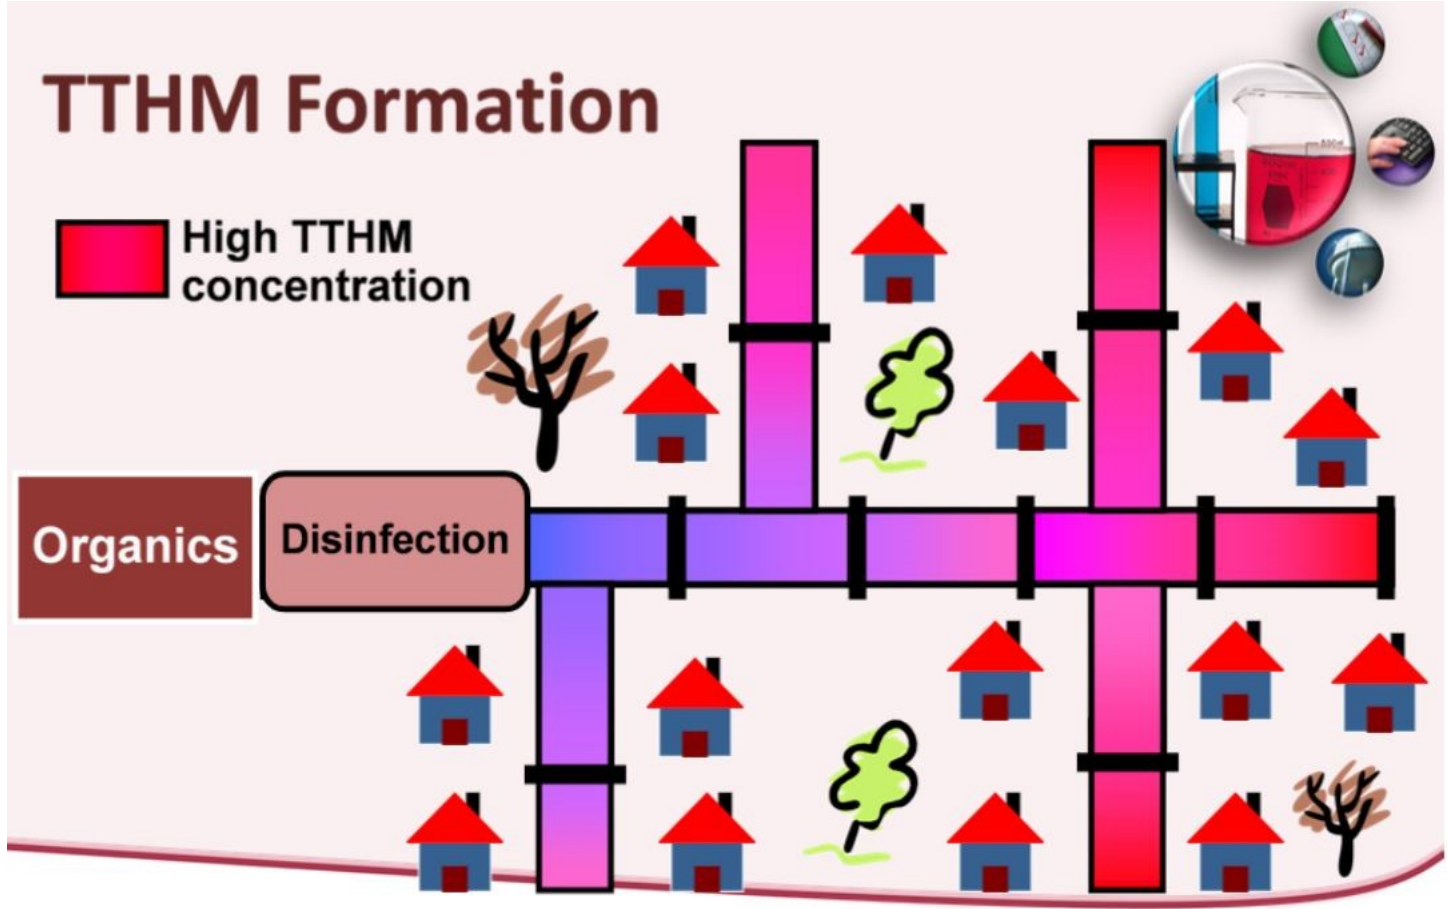 TTHM Formation
High TTHM
concentration
Organics
Disinfection